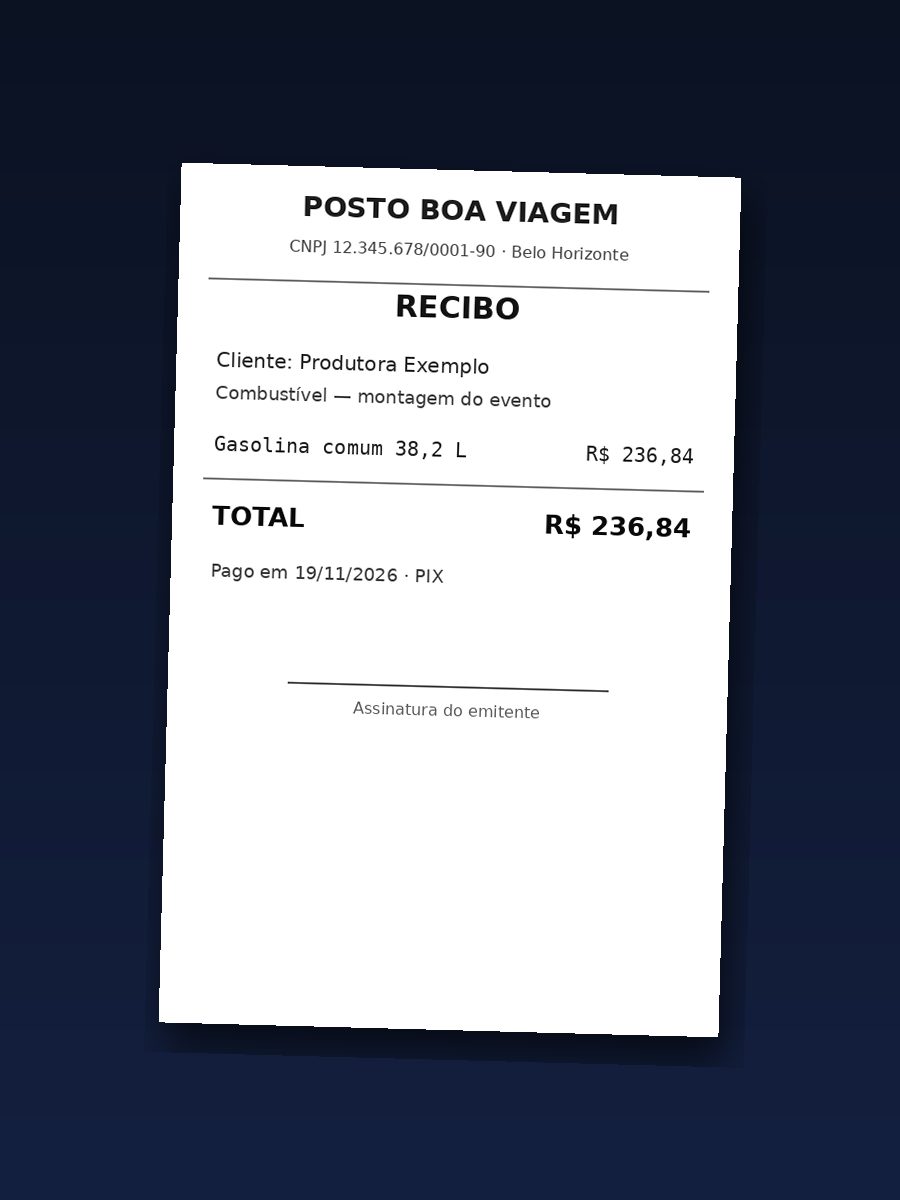 POSTO BOA VIAGEM
CNPJ 12.345.678/0001-90 · Belo Horizonte
RECIBO
Cliente: Produtora Exemplo
Combustível — montagem do evento
Gasolina comum 38,2 L R$ 236,84
TOTAL R$ 236,84
Pago em 19/11/2026 · PIX
Assinatura do emitente